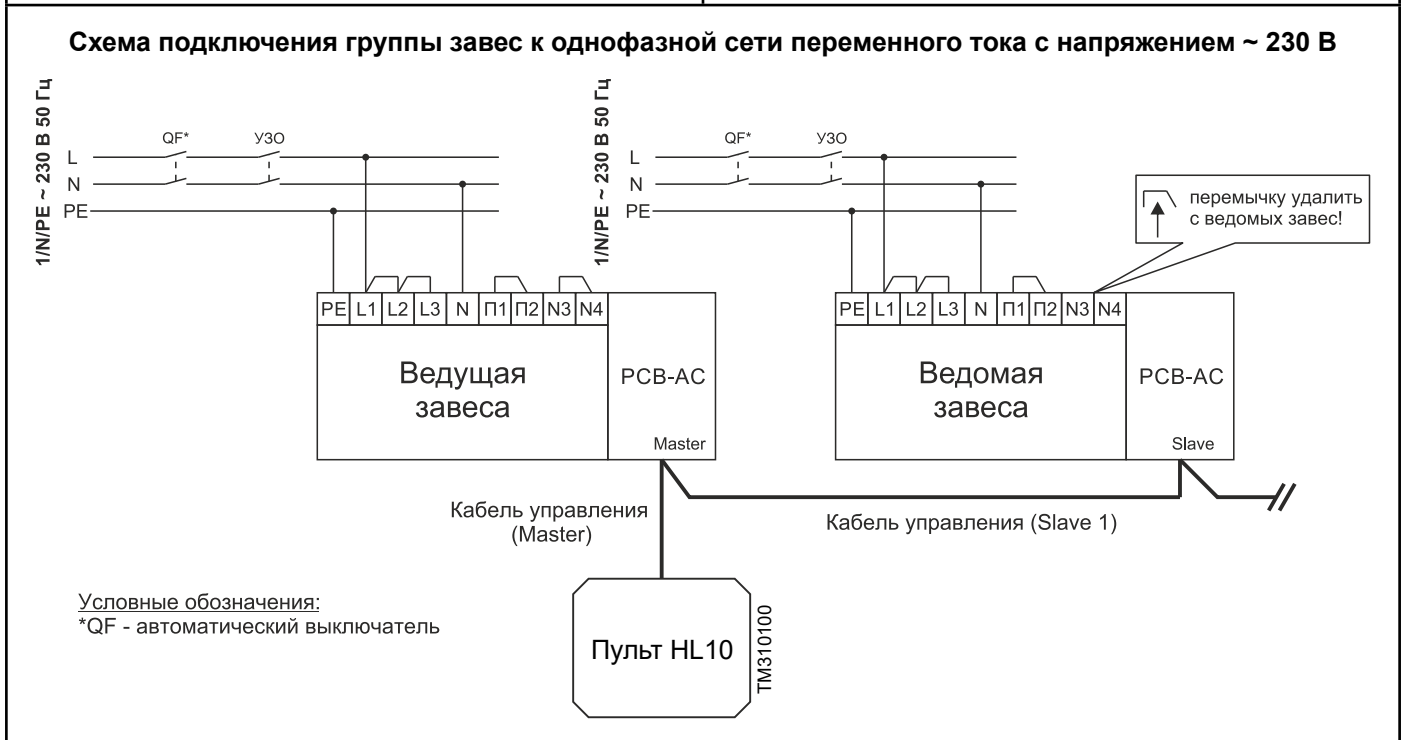 Схема подключения группы завес к однофазной сети переменного тока с напряжением ~ 230 В
1/N/PE ~ 230 В 50 Гц
QF*
УЗО
L
N
PE
PE L1 L2 L3 N П1 П2 N3 N4
Ведущая
завеса
PCB-AC
Master
1/N/PE ~ 230 В 50 Гц
QF*
УЗО
L
N
PE
перемычку удалить
с ведомых завес!
PE L1 L2 L3 N П1 П2 N3 N4
Ведомая
завеса
PCB-AC
Slave
Кабель управления
(Master)
Кабель управления (Slave 1)
Условные обозначения:
*QF - автоматический выключатель
Пульт HL10
TM310100